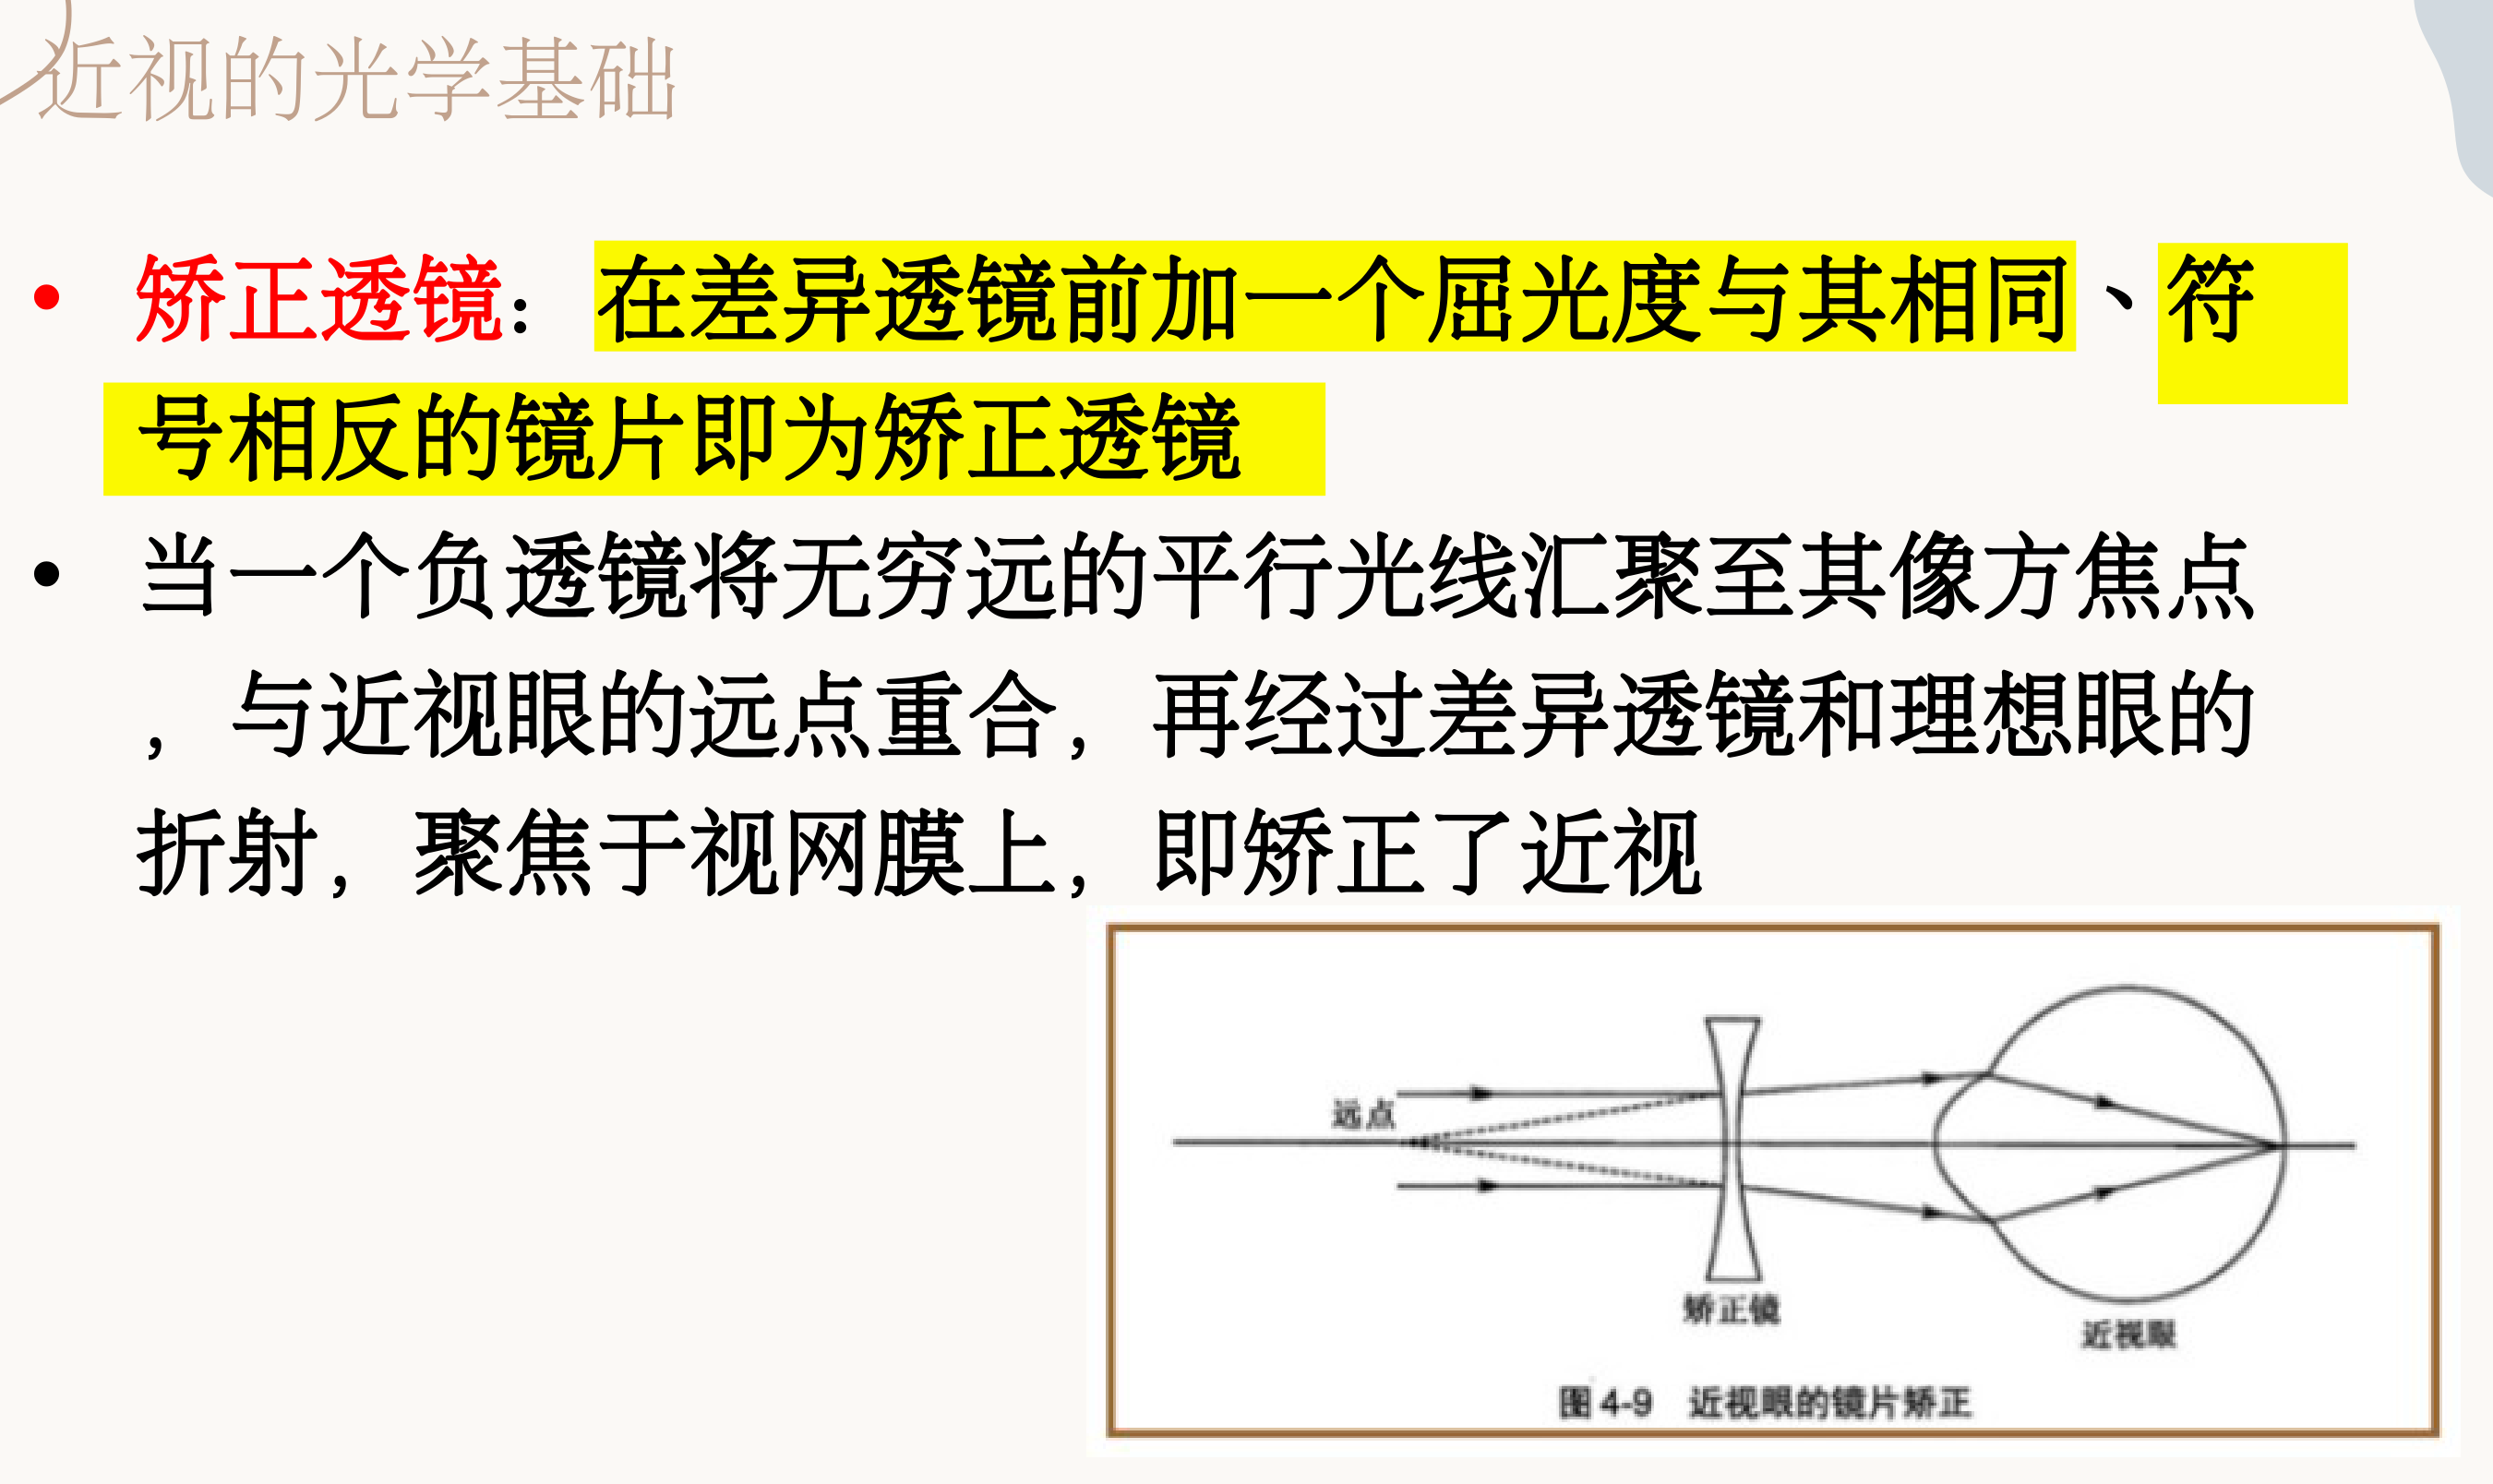 近视的光学基础
• 矫正透镜：在差异透镜前加一个屈光度与其相同、符
号相反的镜片即为矫正透镜
• 当一个负透镜将无穷远的平行光线汇聚至其像方焦点
，与近视眼的远点重合，再经过差异透镜和理想眼的
折射，聚焦于视网膜上，即矫正了近视
远点
矫正镜
近视眼
图 4-9 近视眼的镜片矫正